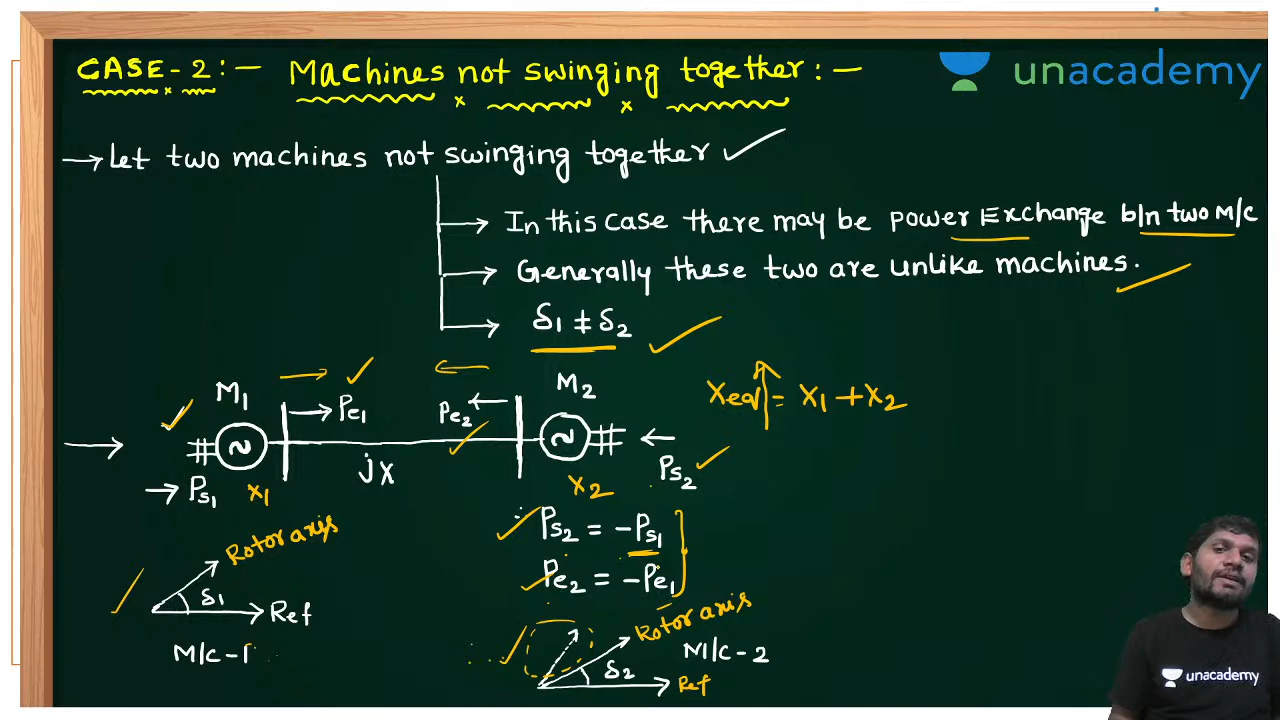 CASE-2:- Machines not swinging together:-
unacademy
→ Let two machines not swinging together ✓
→ In this case there may be power Exchange b/n two M/c
→ Generally these two are unlike machines.
→ δ₁ ≠ δ₂
M₁ Pe₁ Pe₂ M₂
Xeq = X₁ + X₂
→ Ps₁ X₁ jX X₂ ← Ps₂
∴ Ps₂ = -Ps₁
Pe₂ = -Pe₁
Rotor axis
δ₁ Ref
M/c-1
Rotor axis
δ₂ Ref
M/c-2
unacademy